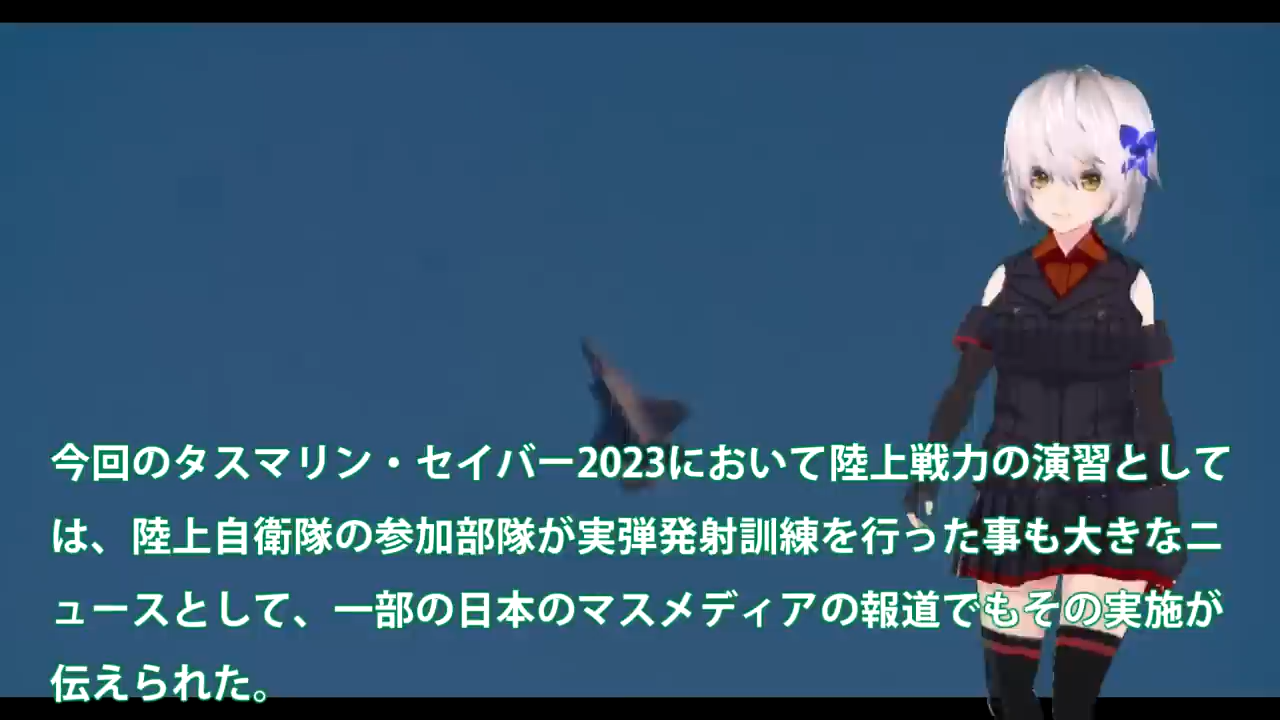 今回のタスマリン・セイバー2023において陸上戦力の演習として
は、陸上自衛隊の参加部隊が実弾発射訓練を行った事も大きなニ
ュースとして、一部の日本のマスメディアの報道でもその実施が
伝えられた。